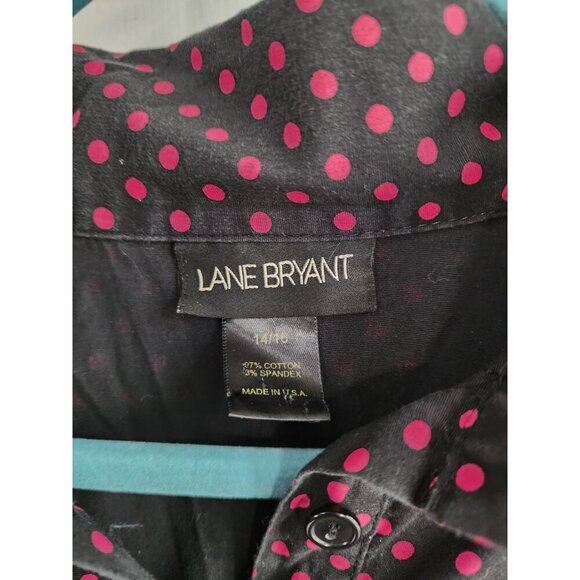 LANE BRYANT
14/16
97% COTTON
3% SPANDEX
MADE IN U.S.A.